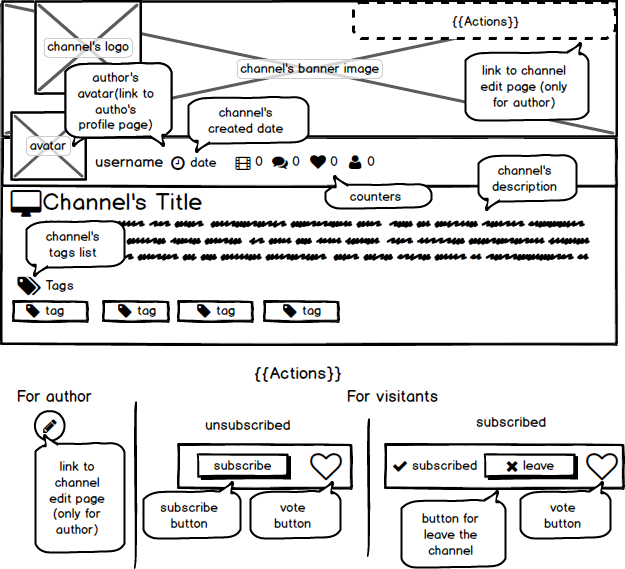 {{Actions}}
channel's logo
channel's banner image
link to channel
edit page (only
for author)
author's
avatar(link to
autho's
profile page)
channel's
created date
avatar
username
date
0
0
0
0
channel's
description
counters
Channel's Title
channel's
tags list
Tags
tag
tag
tag
tag
{{Actions}}
For author
For visitants
link to
channel
edit page
(only for
author)
unsubscribed
subscribe
subscribe
button
vote
button
subscribed
subscribed
leave
button for
leave the
channel
vote
button